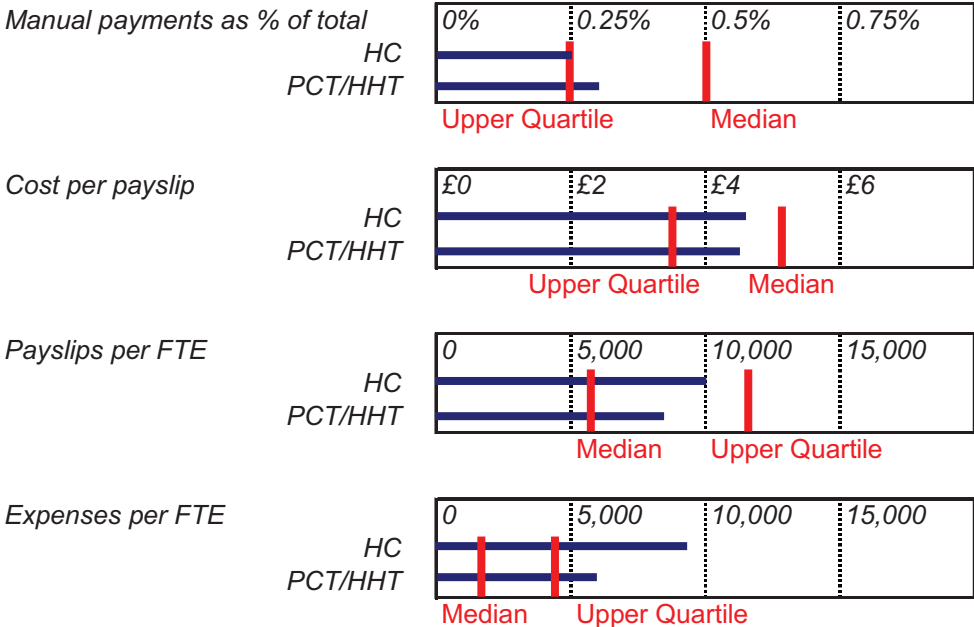 Manual payments as % of total
0% 0.25% 0.5% 0.75%
HC
PCT/HHT
Upper Quartile Median
Cost per payslip
£0 £2 £4 £6
HC
PCT/HHT
Upper Quartile Median
Payslips per FTE
0 5,000 10,000 15,000
HC
PCT/HHT
Median Upper Quartile
Expenses per FTE
0 5,000 10,000 15,000
HC
PCT/HHT
Median Upper Quartile